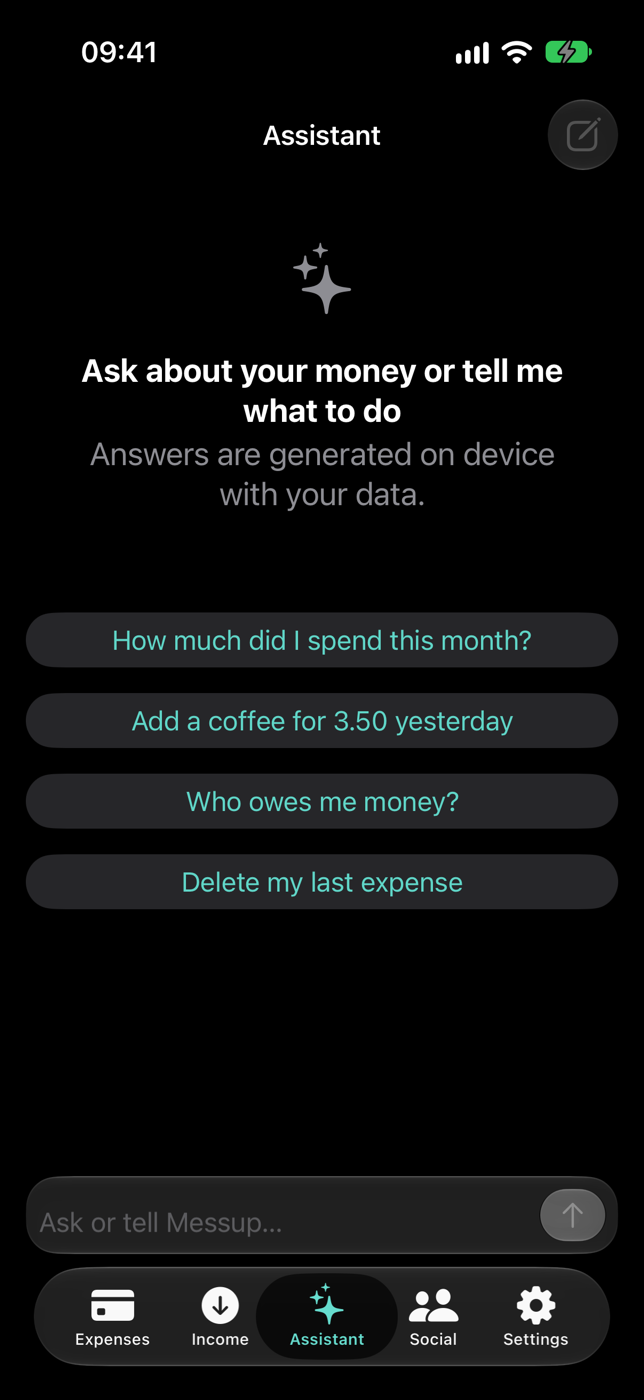 09:41
Assistant
Ask about your money or tell me
what to do
Answers are generated on device
with your data.
How much did I spend this month?
Add a coffee for 3.50 yesterday
Who owes me money?
Delete my last expense
Ask or tell Messup...
Expenses
Income
Assistant
Social
Settings